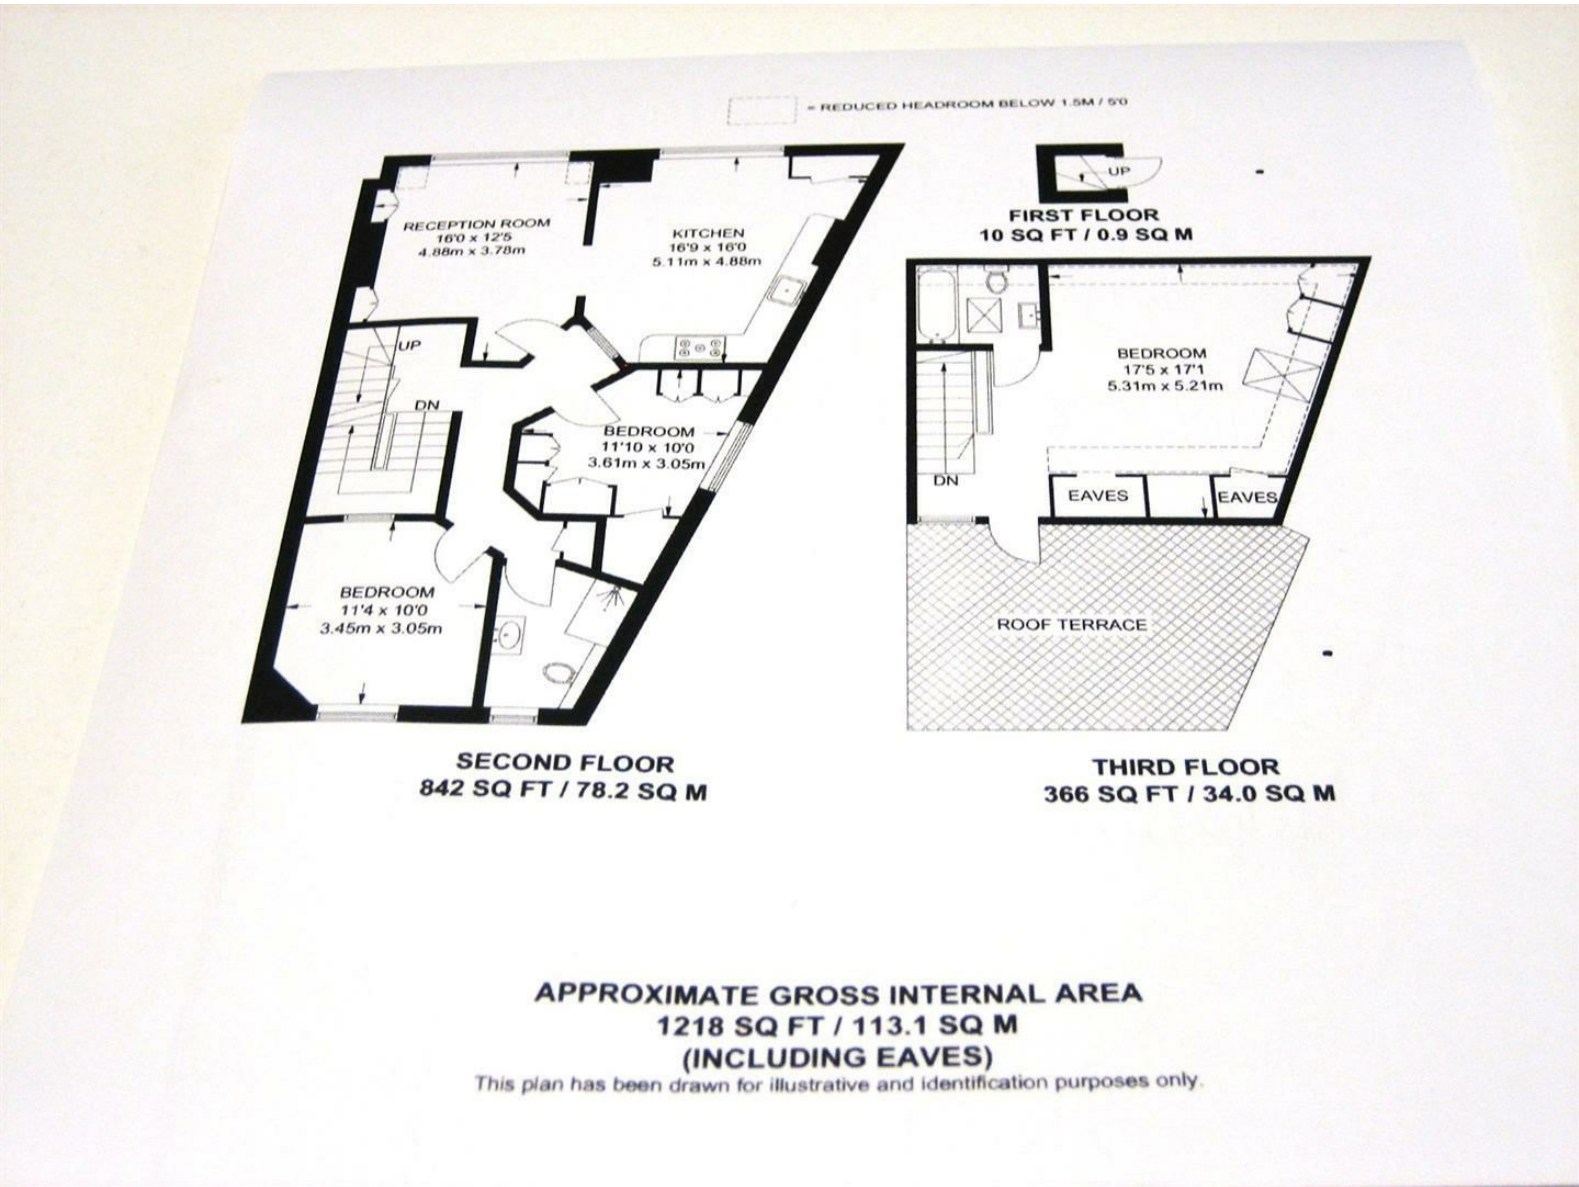 = REDUCED HEADROOM BELOW 1.5M / 5'0
UP
FIRST FLOOR
10 SQ FT / 0.9 SQ M
RECEPTION ROOM
16'0 x 12'5
4.88m x 3.78m
KITCHEN
16'9 x 16'0
5.11m x 4.88m
UP
DN
BEDROOM
11'10 x 10'0
3.61m x 3.05m
BEDROOM
11'4 x 10'0
3.45m x 3.05m
SECOND FLOOR
842 SQ FT / 78.2 SQ M
BEDROOM
17'5 x 17'1
5.31m x 5.21m
DN
EAVES
EAVES
ROOF TERRACE
THIRD FLOOR
366 SQ FT / 34.0 SQ M
APPROXIMATE GROSS INTERNAL AREA
1218 SQ FT / 113.1 SQ M
(INCLUDING EAVES)
This plan has been drawn for illustrative and identification purposes only.